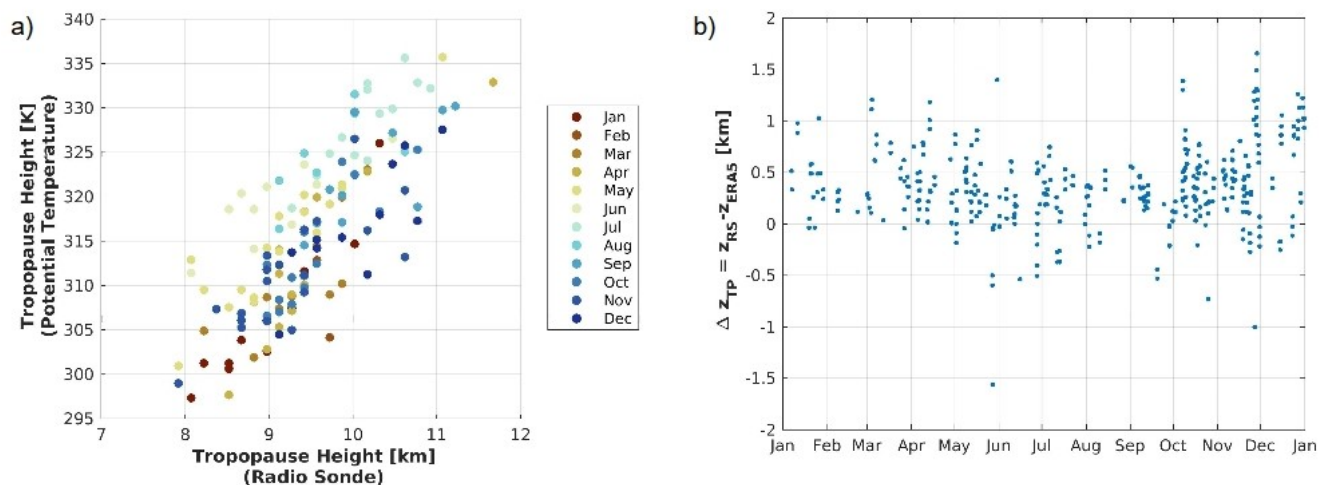 a)
Tropopause Height [K]
(Potential Temperature)
340
335
330
325
320
315
310
305
300
295
7 8 9 10 11 12
Tropopause Height [km]
(Radio Sonde)
Jan
Feb
Mar
Apr
May
Jun
Jul
Aug
Sep
Oct
Nov
Dec
b)
Δ zTP = zRS -zERA5 [km]
2
1.5
1
0.5
0
-0.5
-1
-1.5
-2
Jan Feb Mar Apr May Jun Jul Aug Sep Oct Nov Dec Jan